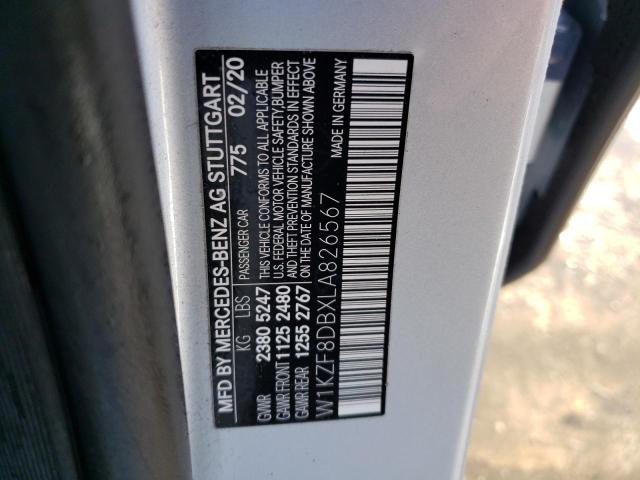 MFD BY MERCEDES-BENZ AG STUTTGART
775 02/20
KG LBS PASSENGER CAR
GVWR 2380 5247 THIS VEHICLE CONFORMS TO ALL APPLICABLE
GAWR FRONT 1125 2480 U.S. FEDERAL MOTOR VEHICLE SAFETY, BUMPER
GAWR REAR 1255 2767 AND THEFT PREVENTION STANDARDS IN EFFECT
ON THE DATE OF MANUFACTURE SHOWN ABOVE
W1KZF8DBXLA826567 MADE IN GERMANY